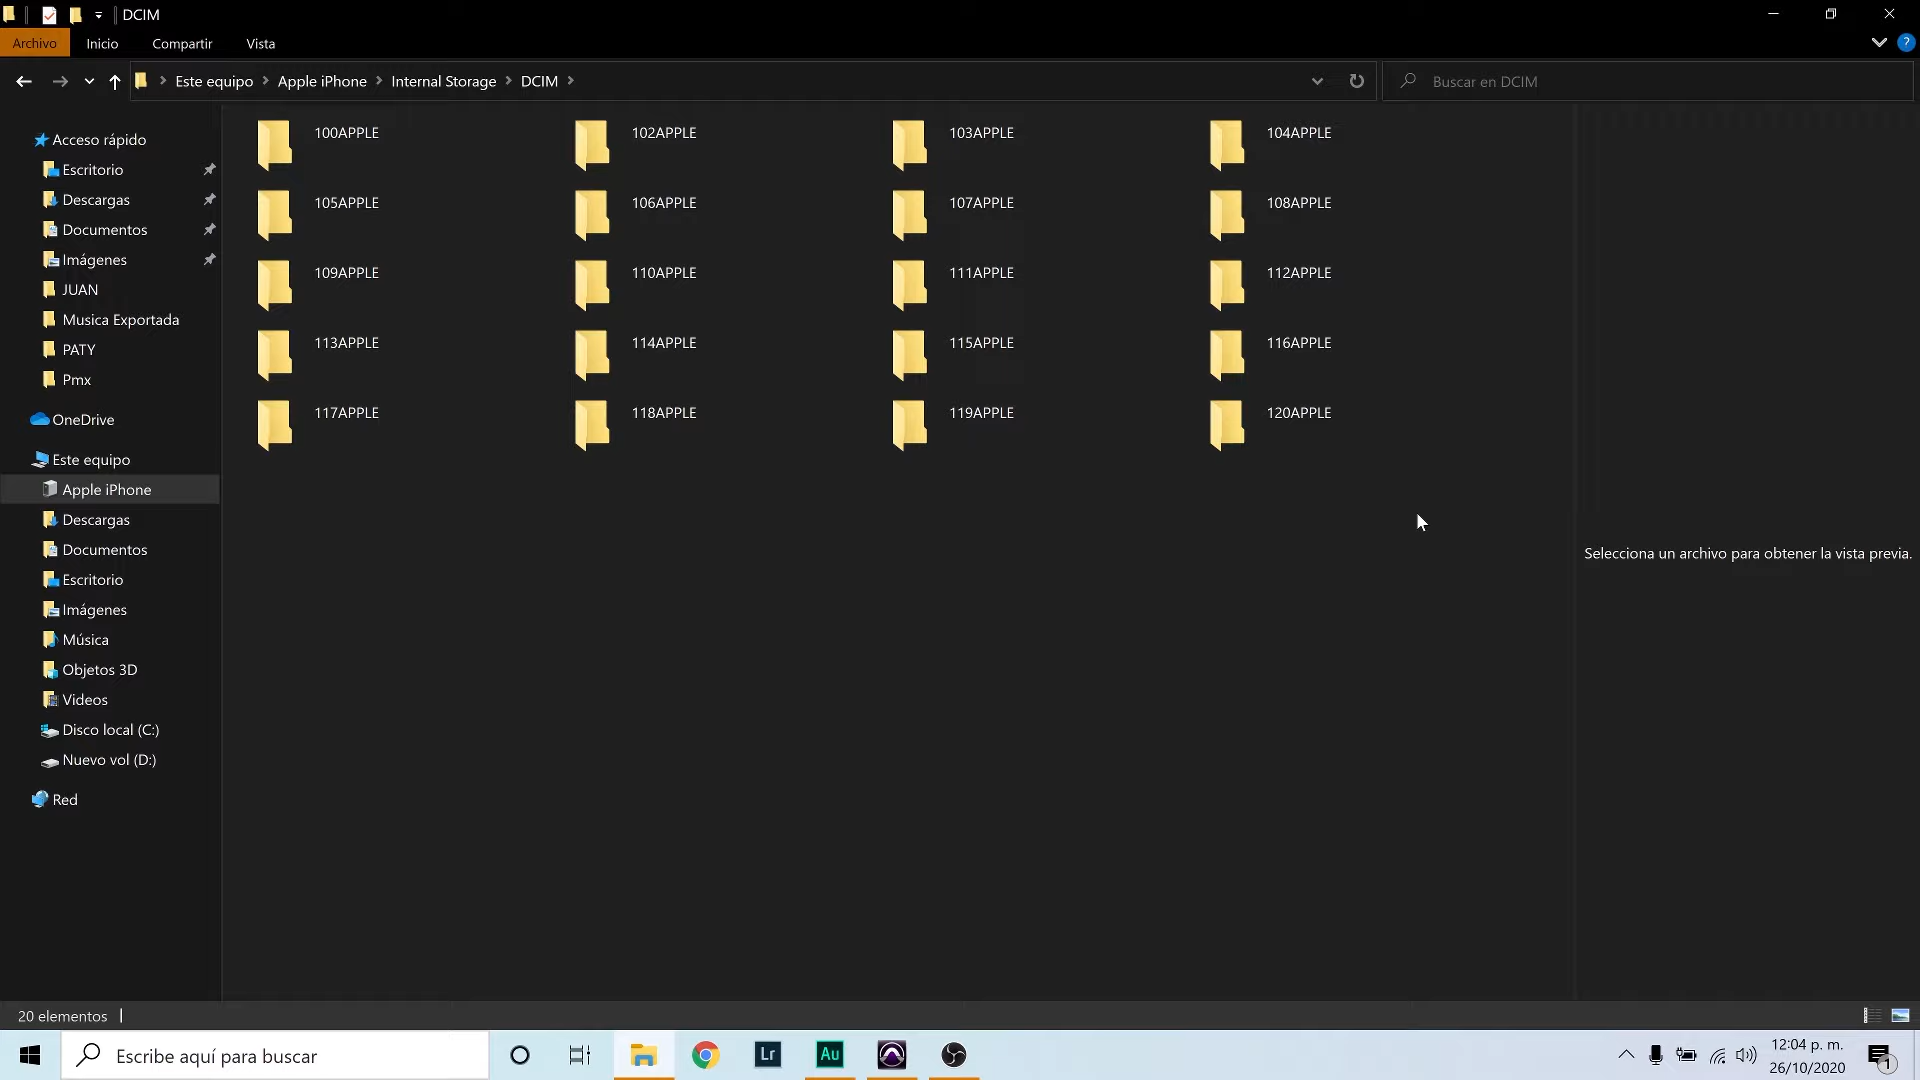 DCIM
Archivo Inicio Compartir Vista ?
Este equipo Apple iPhone Internal Storage DCIM Buscar en DCIM
100APPLE 102APPLE 103APPLE 104APPLE
105APPLE 106APPLE 107APPLE 108APPLE
109APPLE 110APPLE 111APPLE 112APPLE
113APPLE 114APPLE 115APPLE 116APPLE
117APPLE 118APPLE 119APPLE 120APPLE
Acceso rápido
Escritorio
Descargas
Documentos
Imágenes
JUAN
Musica Exportada
PATY
Pmx
OneDrive
Este equipo
Apple iPhone
Descargas
Documentos
Escritorio
Imágenes
Música
Objetos 3D
Videos
Disco local (C:)
Nuevo vol (D:)
Red
Selecciona un archivo para obtener la vista previa.
20 elementos
Escribe aquí para buscar
Lr
Au
12:04 p. m.
26/10/2020
1